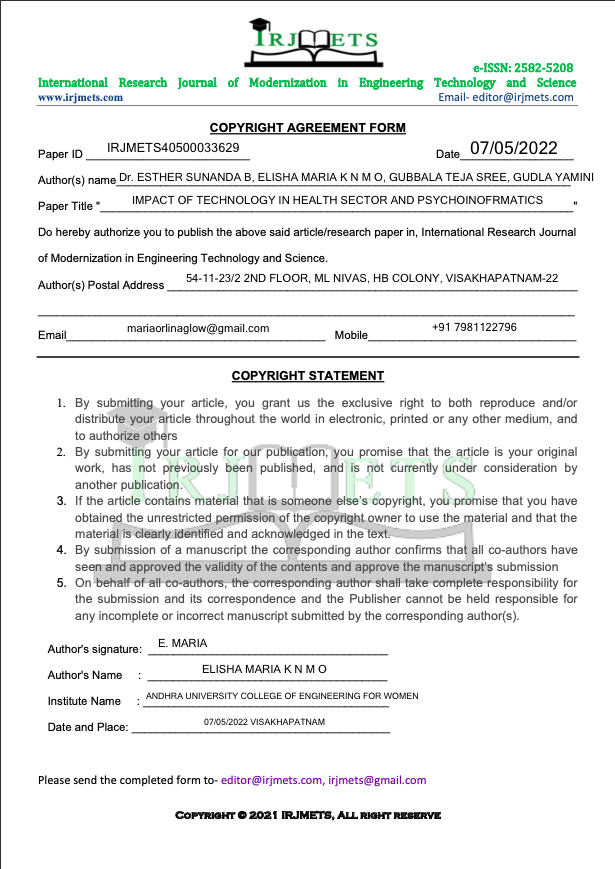 IRJMETS
e-ISSN: 2582-5208
International Research Journal of Modernization in Engineering Technology and Science
www.irjmets.com Email- editor@irjmets.com
COPYRIGHT AGREEMENT FORM
Paper ID IRJMETS40500033629 Date 07/05/2022
Author(s) name Dr. ESTHER SUNANDA B, ELISHA MARIA K N M O, GUBBALA TEJA SREE, GUDLA YAMINI
Paper Title " IMPACT OF TECHNOLOGY IN HEALTH SECTOR AND PSYCHOINOFRMATICS "
Do hereby authorize you to publish the above said article/research paper in, International Research Journal
of Modernization in Engineering Technology and Science.
Author(s) Postal Address 54-11-23/2 2ND FLOOR, ML NIVAS, HB COLONY, VISAKHAPATNAM-22
Email mariaorlinaglow@gmail.com Mobile +91 7981122796
COPYRIGHT STATEMENT
1. By submitting your article, you grant us the exclusive right to both reproduce and/or
distribute your article throughout the world in electronic, printed or any other medium, and
to authorize others
2. By submitting your article for our publication, you promise that the article is your original
work, has not previously been published, and is not currently under consideration by
another publication.
3. If the article contains material that is someone else's copyright, you promise that you have
obtained the unrestricted permission of the copyright owner to use the material and that the
material is clearly identified and acknowledged in the text.
4. By submission of a manuscript the corresponding author confirms that all co-authors have
seen and approved the validity of the contents and approve the manuscript's submission
5. On behalf of all co-authors, the corresponding author shall take complete responsibility for
the submission and its correspondence and the Publisher cannot be held responsible for
any incomplete or incorrect manuscript submitted by the corresponding author(s).
IRJMETS
Author's signature: E. MARIA
Author's Name : ELISHA MARIA K N M O
Institute Name : ANDHRA UNIVERSITY COLLEGE OF ENGINEERING FOR WOMEN
Date and Place: 07/05/2022 VISAKHAPATNAM
Please send the completed form to- editor@irjmets.com, irjmets@gmail.com
Copyright © 2021 IRJMETS, All right reserve